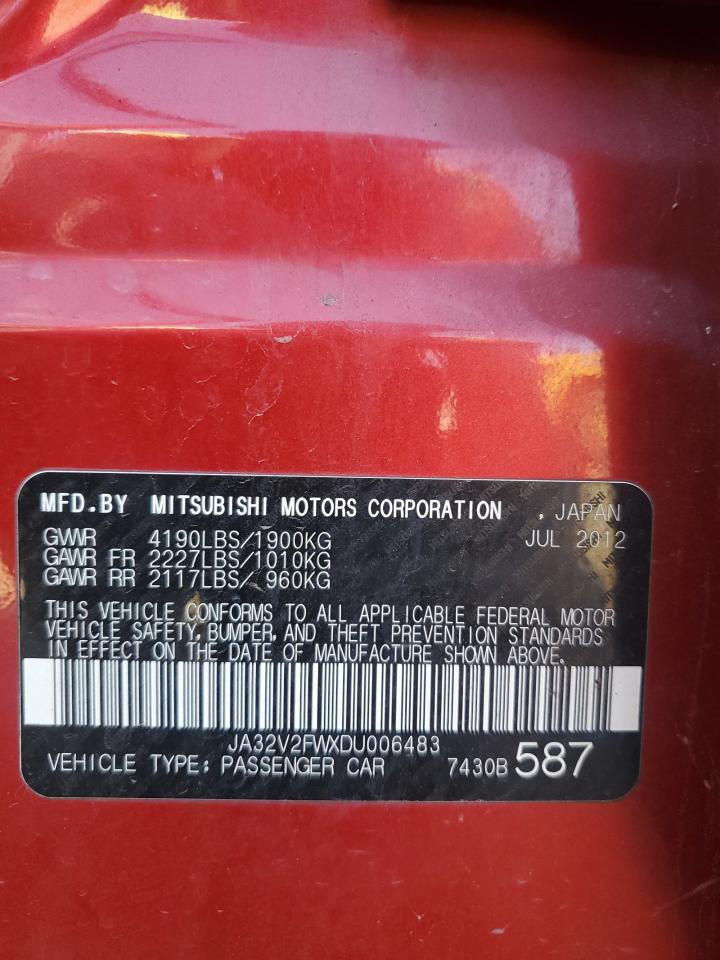 MFD.BY MITSUBISHI MOTORS CORPORATION , JAPAN
GWWR 4190LBS/1900KG JUL 2012
GAWR FR 2227LBS/1010KG
GAWR RR 2117LBS/ 960KG
THIS VEHICLE CONFORMS TO ALL APPLICABLE FEDERAL MOTOR
VEHICLE SAFETY, BUMPER, AND THEFT PREVENTION STANDARDS
IN EFFECT ON THE DATE OF MANUFACTURE SHOWN ABOVE.
JA32V2FWXDU006483
VEHICLE TYPE: PASSENGER CAR 7430B 587